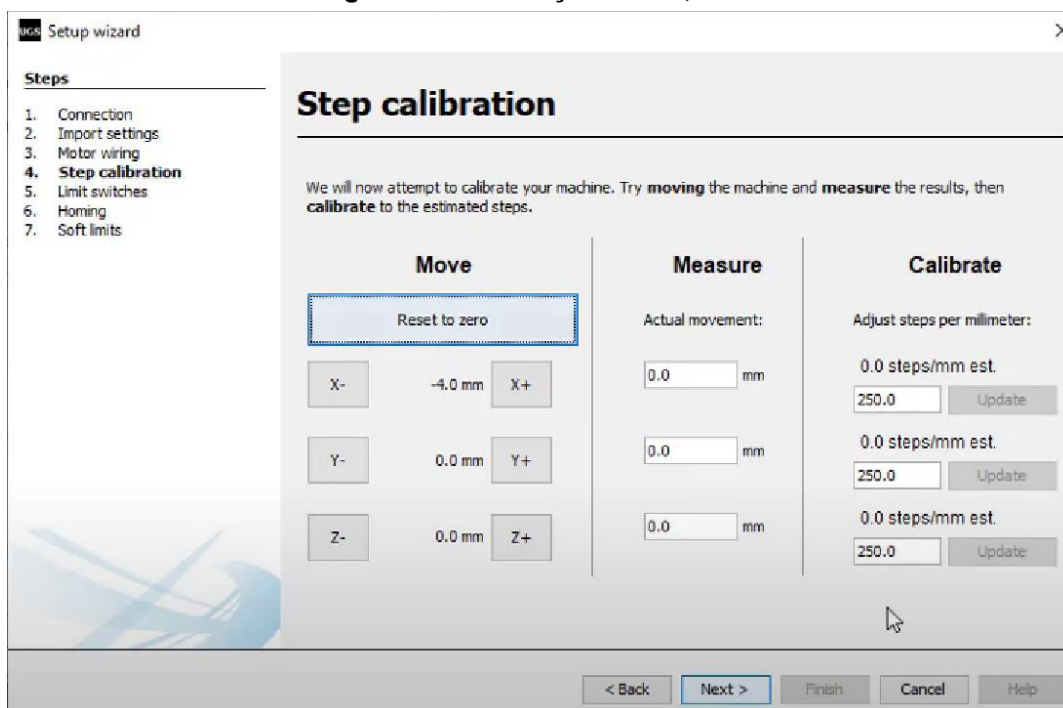 UGS Setup wizard
Steps
1. Connection
2. Import settings
3. Motor wiring
4. Step calibration
5. Limit switches
6. Homing
7. Soft limits
Step calibration
We will now attempt to calibrate your machine. Try moving the machine and measure the results, then
calibrate to the estimated steps.
Move
Reset to zero
X- -4.0 mm X+
Y- 0.0 mm Y+
Z- 0.0 mm Z+
Measure
Actual movement:
0.0 mm
0.0 mm
0.0 mm
Calibrate
Adjust steps per millimeter:
0.0 steps/mm est.
250.0 Update
0.0 steps/mm est.
250.0 Update
0.0 steps/mm est.
250.0 Update
< Back Next > Finish Cancel Help